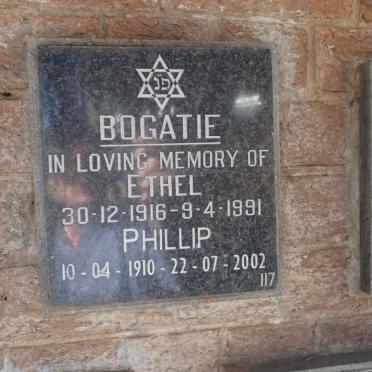 פנ
BOGATIE
IN LOVING MEMORY OF
ETHEL
30-12-1916-9-4-1991
PHILLIP
10-04-1910-22-07-2002
117